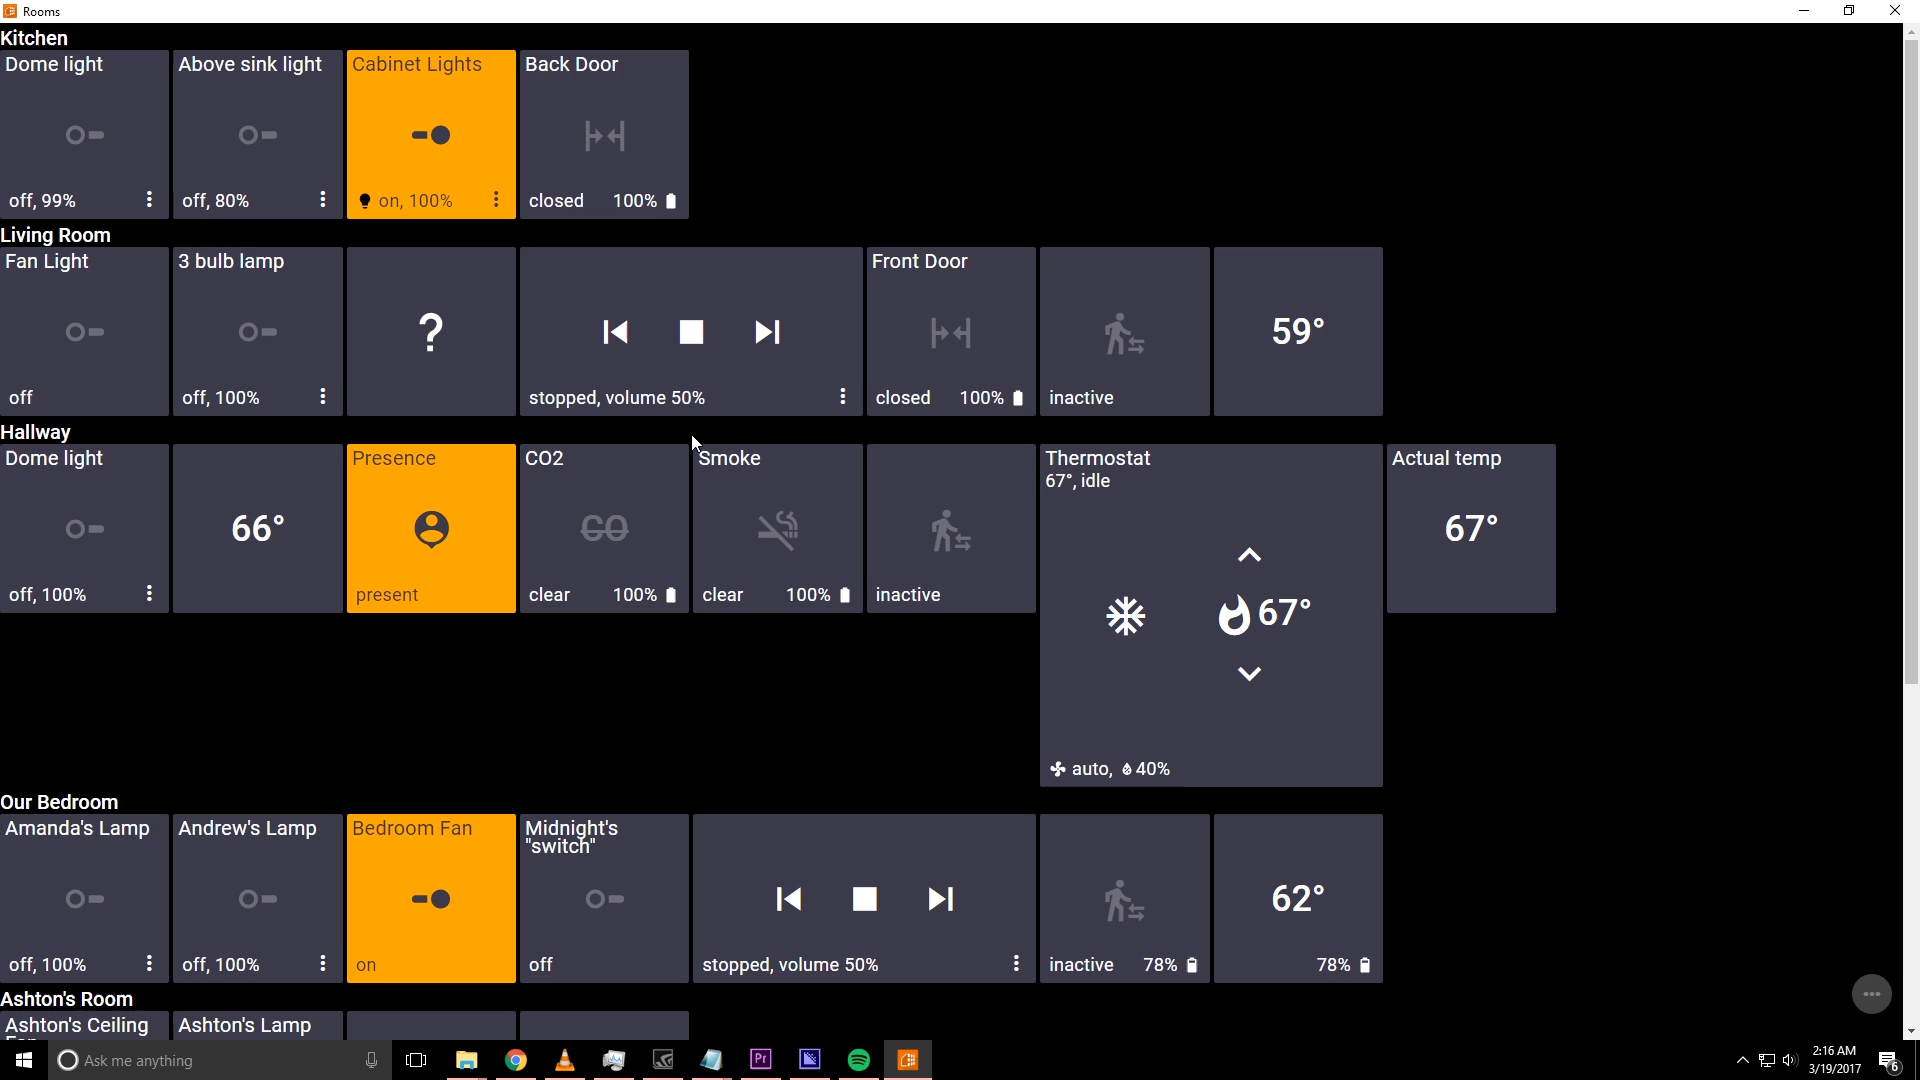 Rooms
Kitchen
Dome light
Above sink light
Cabinet Lights
Back Door
off, 99%
off, 80%
on, 100%
closed 100%
Living Room
Fan Light
3 bulb lamp
Front Door
?
59°
off
off, 100%
stopped, volume 50%
closed 100%
inactive
Hallway
Dome light
Presence
CO2
Smoke
Thermostat
67°, idle
Actual temp
66°
CO
67°
67°
off, 100%
present
clear 100%
clear 100%
inactive
auto, 40%
Our Bedroom
Amanda's Lamp
Andrew's Lamp
Bedroom Fan
Midnight's
"switch"
62°
off, 100%
off, 100%
on
off
stopped, volume 50%
inactive 78%
78%
Ashton's Room
Ashton's Ceiling
Ashton's Lamp
Ask me anything
Pr
2:16 AM
3/19/2017
6